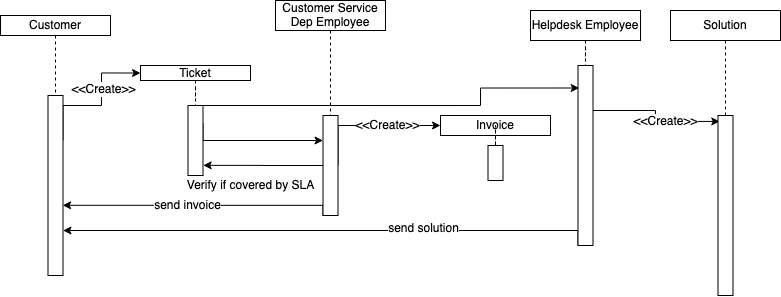 Customer
Customer Service
Dep Employee
Helpdesk Employee
Solution
Ticket
<<Create>>
<<Create>>
Invoice
<<Create>>
Verify if covered by SLA
send invoice
send solution